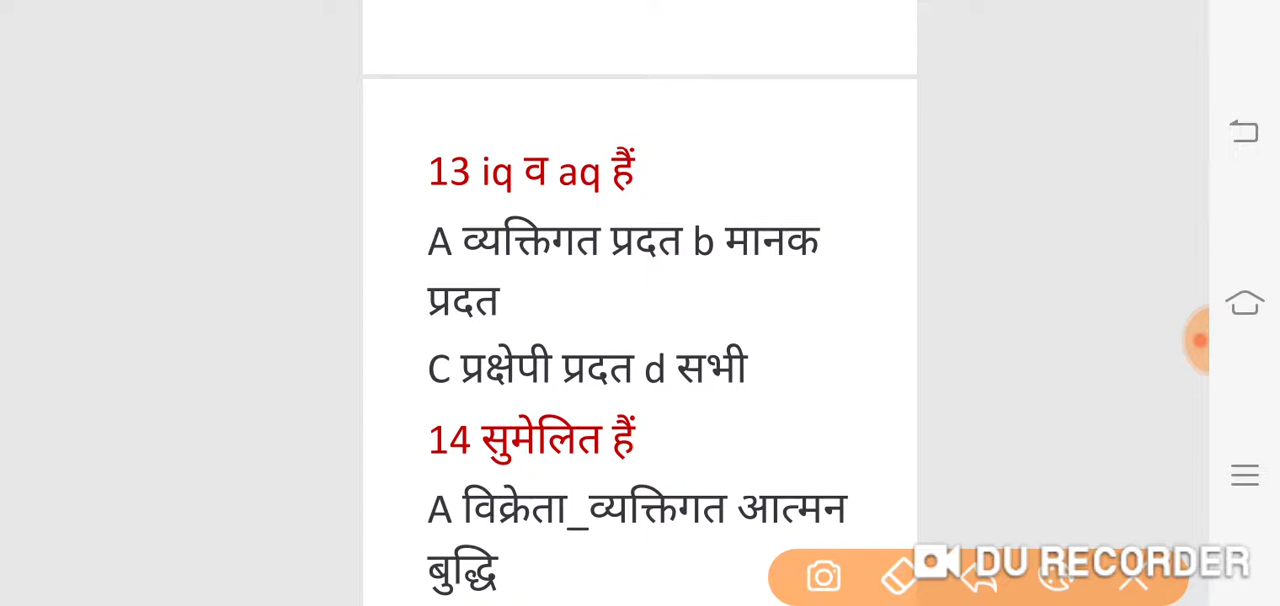 13 iq व aq हैं
A व्यक्तिगत प्रदत b मानक
प्रदत
C प्रक्षेपी प्रदत d सभी
14 सुमेलित हैं
A विक्रेता_व्यक्तिगत आत्मन
बुद्धि
DU RECORDER